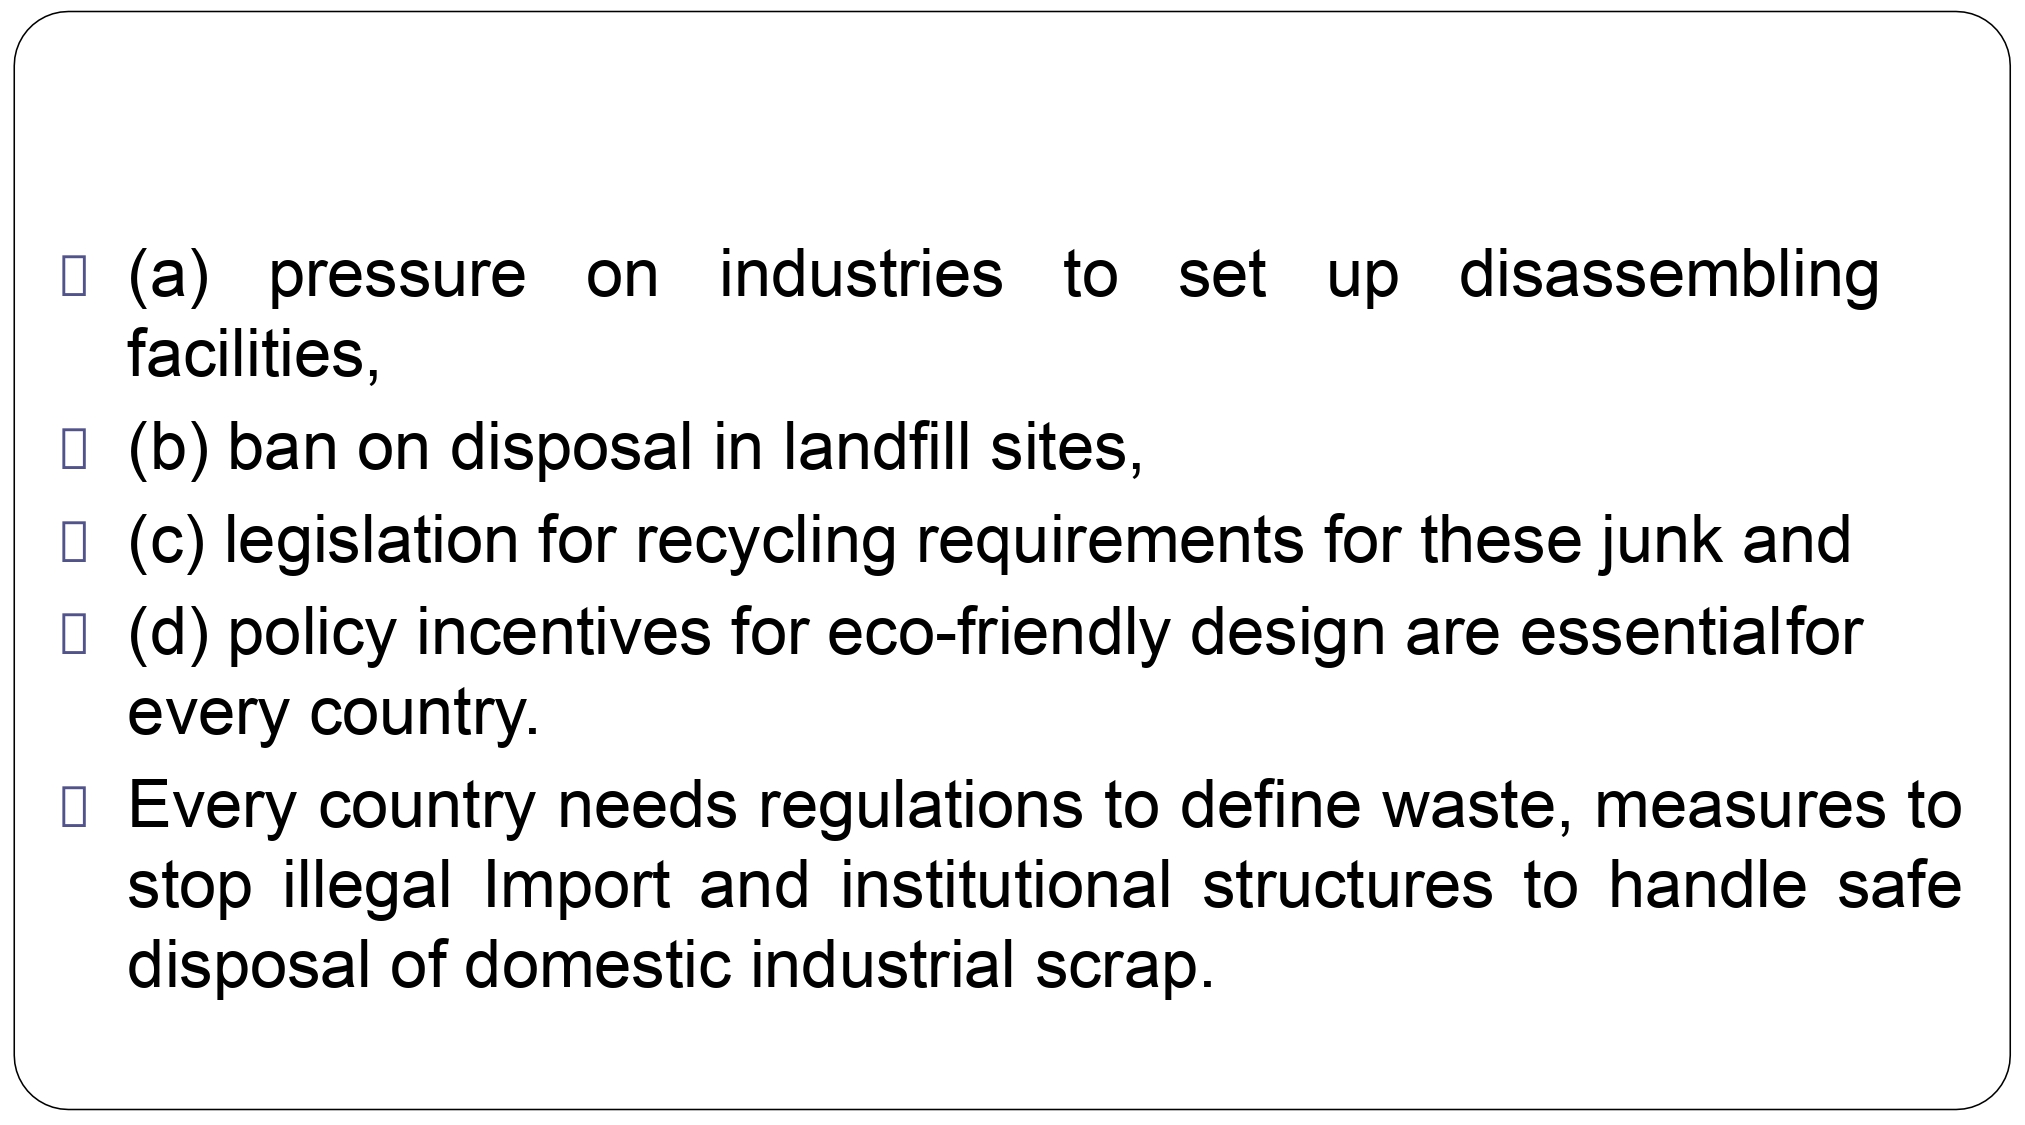 (a) pressure on industries to set up disassembling
facilities,
(b) ban on disposal in landfill sites,
(c) legislation for recycling requirements for these junk and
(d) policy incentives for eco-friendly design are essentialfor
every country.
Every country needs regulations to define waste, measures to
stop illegal Import and institutional structures to handle safe
disposal of domestic industrial scrap.